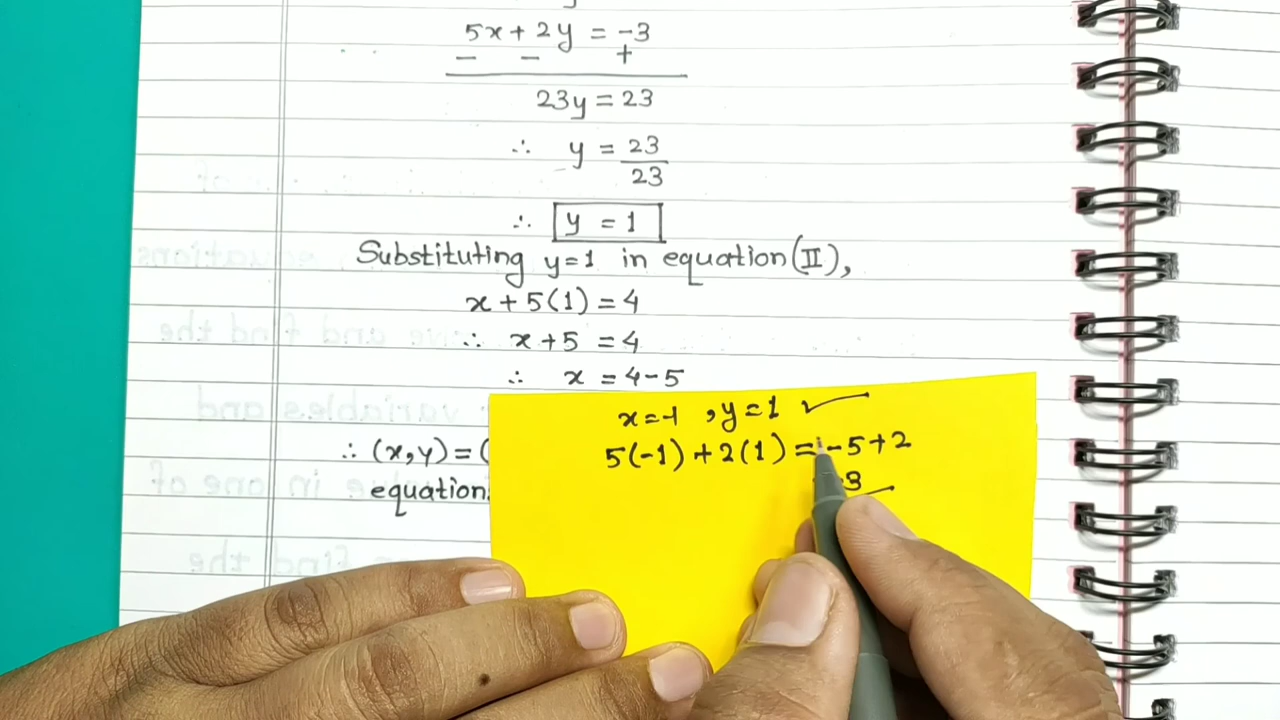 5x + 2y = -3
− − +
23y = 23
∴ y = 23/23
∴ y = 1
Substituting y=1 in equation (II),
x + 5(1) = 4
∴ x + 5 = 4
∴ x = 4-5
x=-1 , y=1 ✓
∴ (x,y) = (
5(-1) + 2(1) = -5+2
3
equation